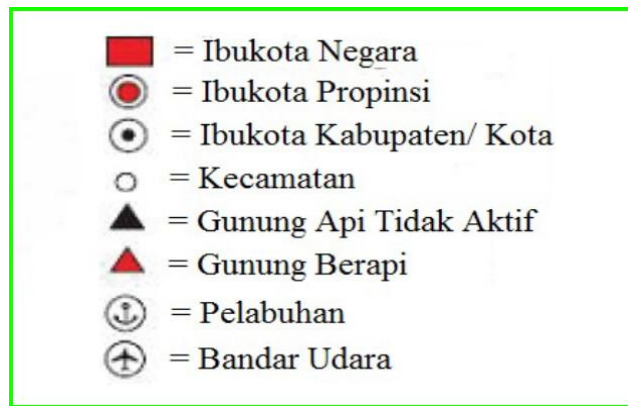 = Ibukota Negara
= Ibukota Propinsi
= Ibukota Kabupaten/ Kota
= Kecamatan
= Gunung Api Tidak Aktif
= Gunung Berapi
= Pelabuhan
= Bandar Udara